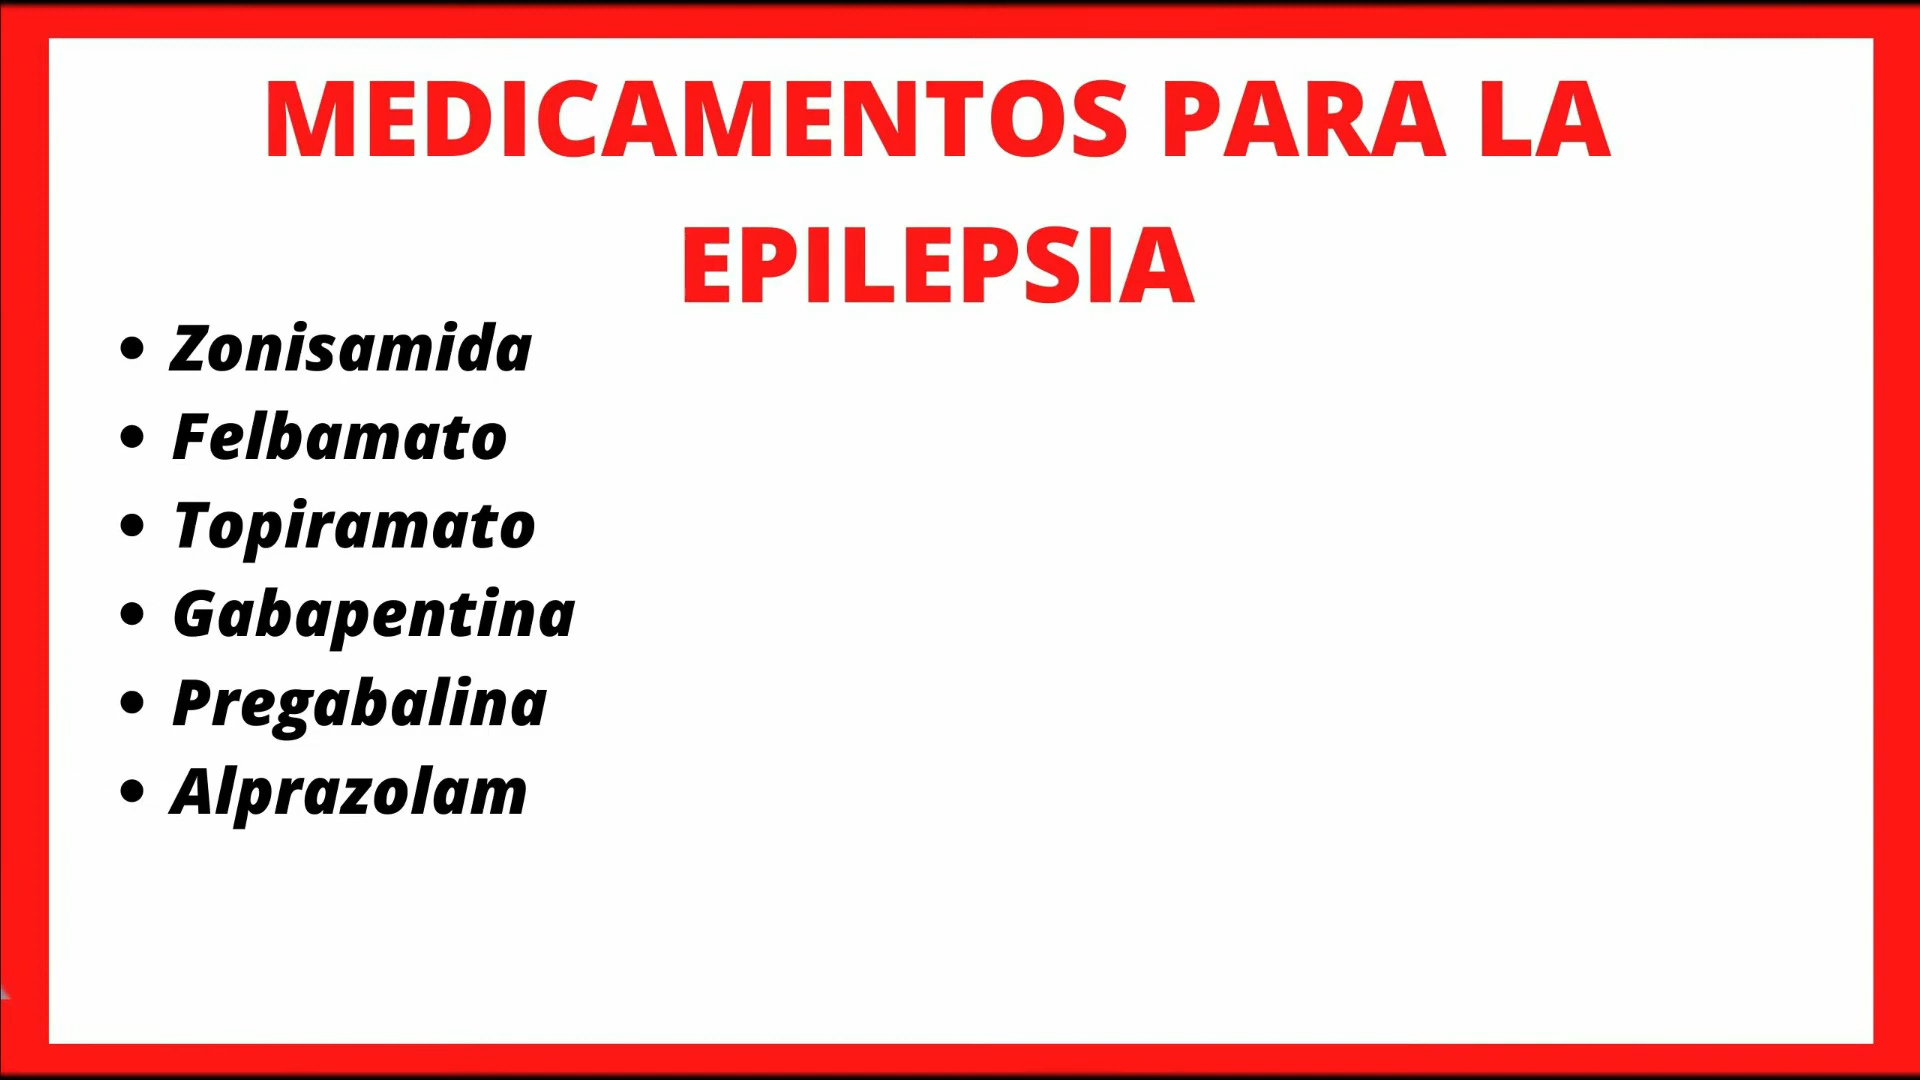 MEDICAMENTOS PARA LA
EPILEPSIA
• Zonisamida
• Felbamato
• Topiramato
• Gabapentina
• Pregabalina
• Alprazolam